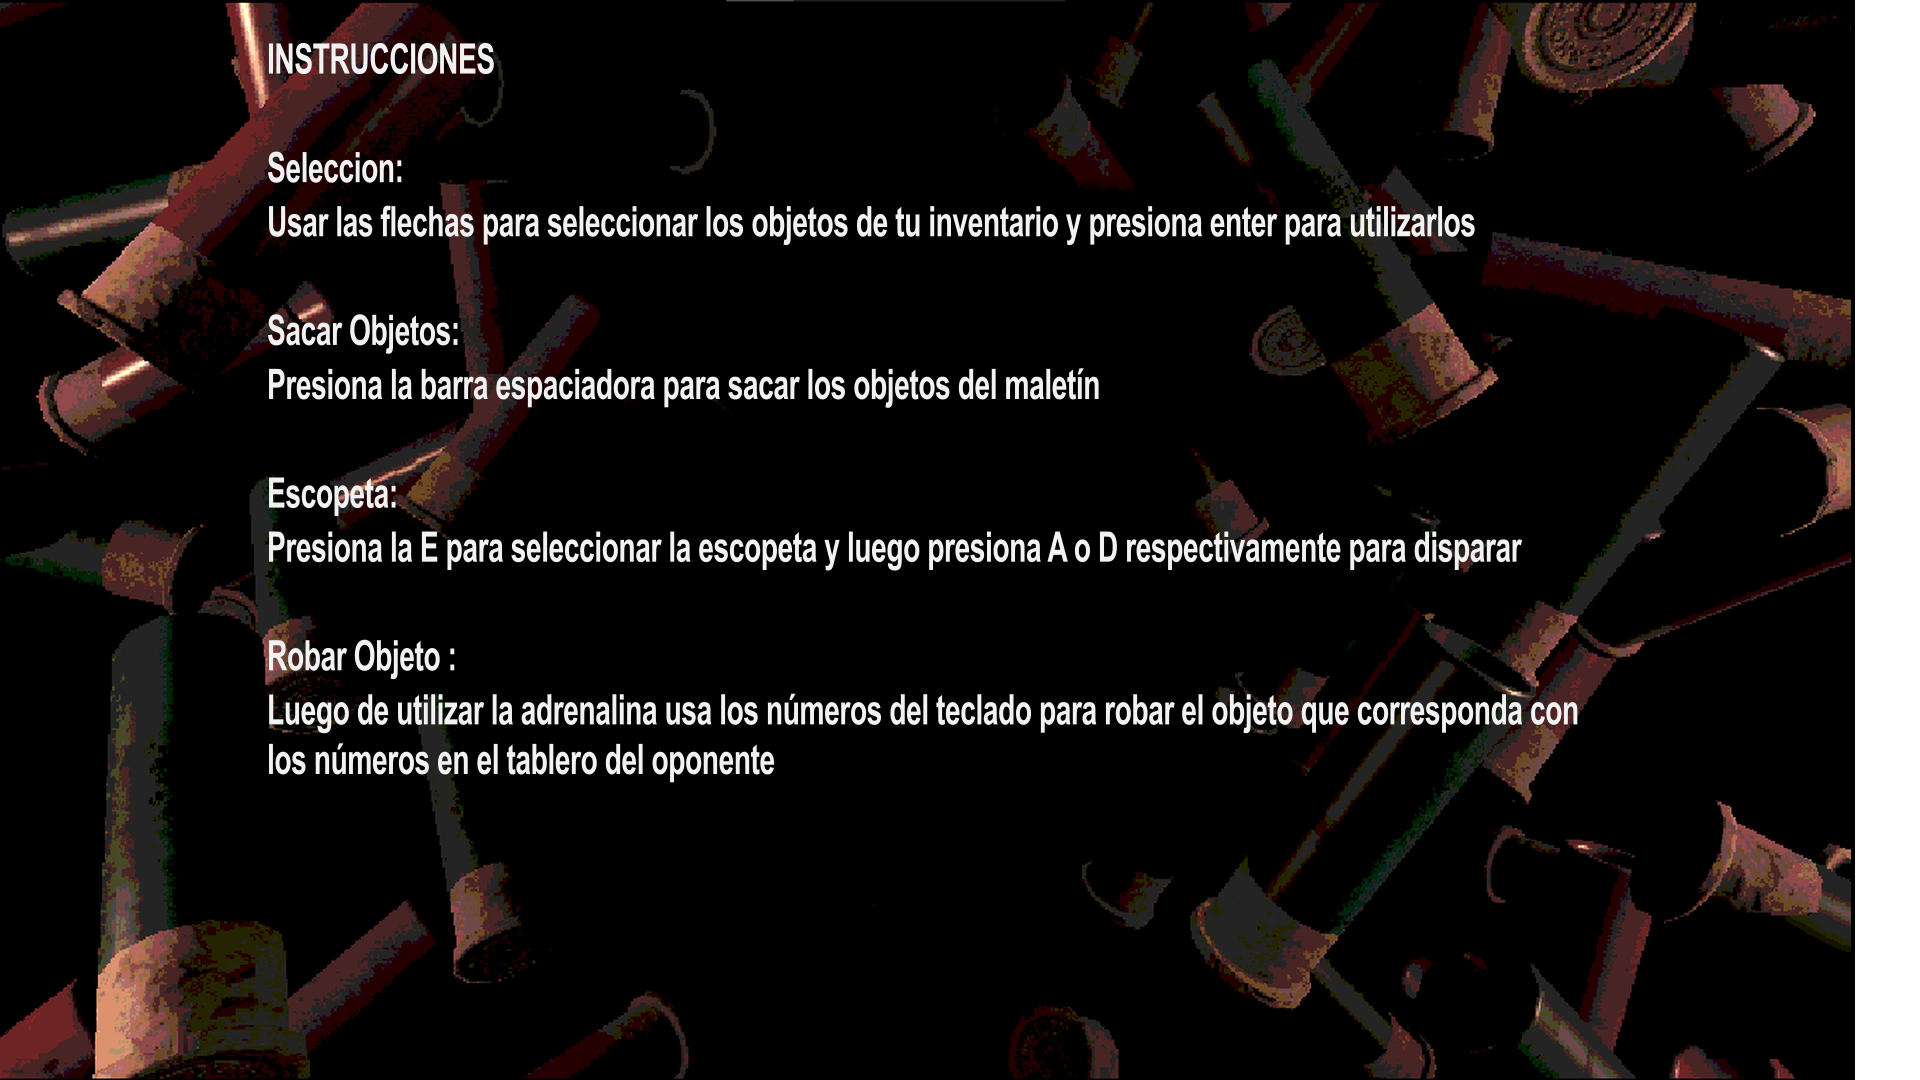 INSTRUCCIONES
Seleccion:
Usar las flechas para seleccionar los objetos de tu inventario y presiona enter para utilizarlos
Sacar Objetos:
Presiona la barra espaciadora para sacar los objetos del maletín
Escopeta:
Presiona la E para seleccionar la escopeta y luego presiona A o D respectivamente para disparar
Robar Objeto :
Luego de utilizar la adrenalina usa los números del teclado para robar el objeto que corresponda con
los números en el tablero del oponente